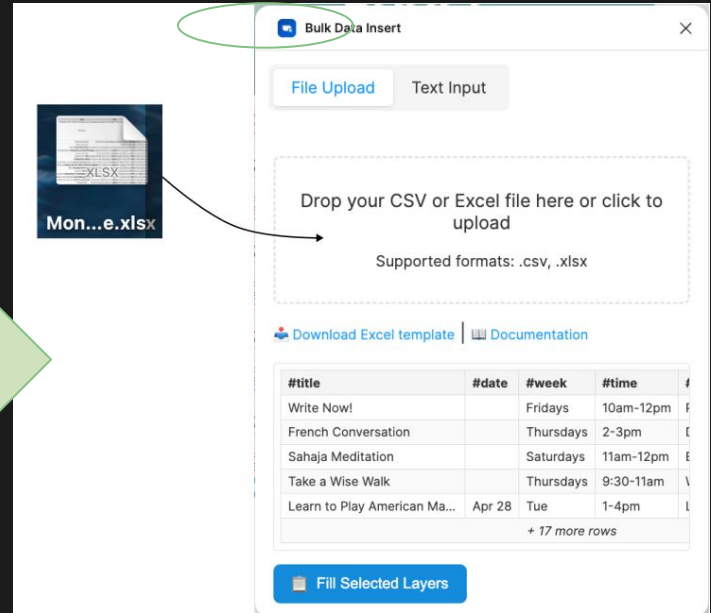 Bulk Data Insert
File Upload Text Input
XLSX
Mon...e.xlsx
Drop your CSV or Excel file here or click to
upload
Supported formats: .csv, .xlsx
Download Excel template | Documentation
#title #date #week #time #
Write Now! Fridays 10am-12pm
French Conversation Thursdays 2-3pm
Sahaja Meditation Saturdays 11am-12pm
Take a Wise Walk Thursdays 9:30-11am
Learn to Play American Ma... Apr 28 Tue 1-4pm
+ 17 more rows
Fill Selected Layers